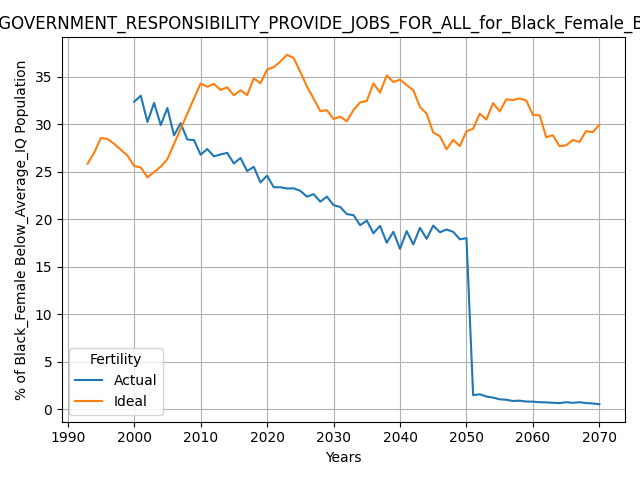 GOVERNMENT_RESPONSIBILITY_PROVIDE_JOBS_FOR_ALL_for_Black_Female_B
% of Black_Female Below_Average_IQ Population
35
30
25
20
15
10
5
0
Fertility
Actual
Ideal
1990 2000 2010 2020 2030 2040 2050 2060 2070
Years